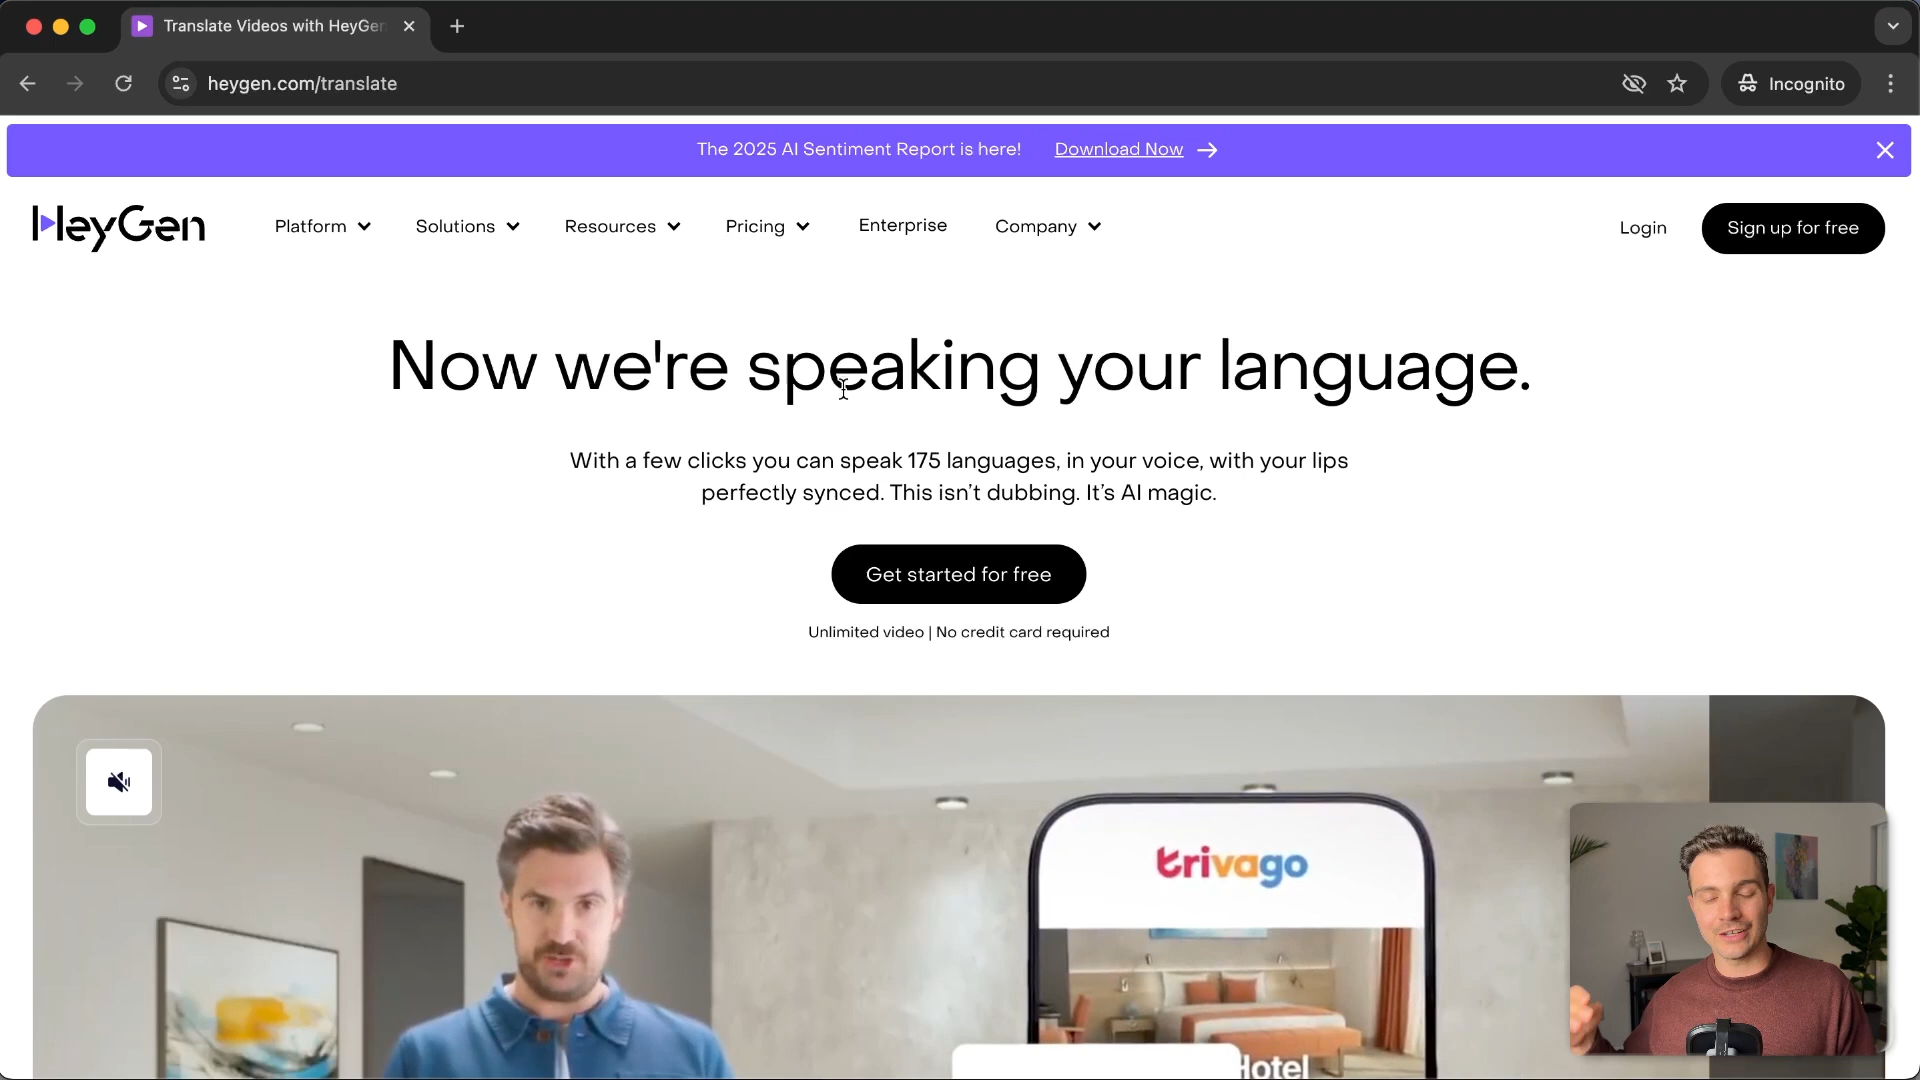 Translate Videos with HeyGen
heygen.com/translate
Incognito
The 2025 AI Sentiment Report is here! Download Now
HeyGen
Platform
Solutions
Resources
Pricing
Enterprise
Company
Login
Sign up for free
Now we're speaking your language.
With a few clicks you can speak 175 languages, in your voice, with your lips
perfectly synced. This isn’t dubbing. It’s AI magic.
Get started for free
Unlimited video | No credit card required
trivago
Hotel